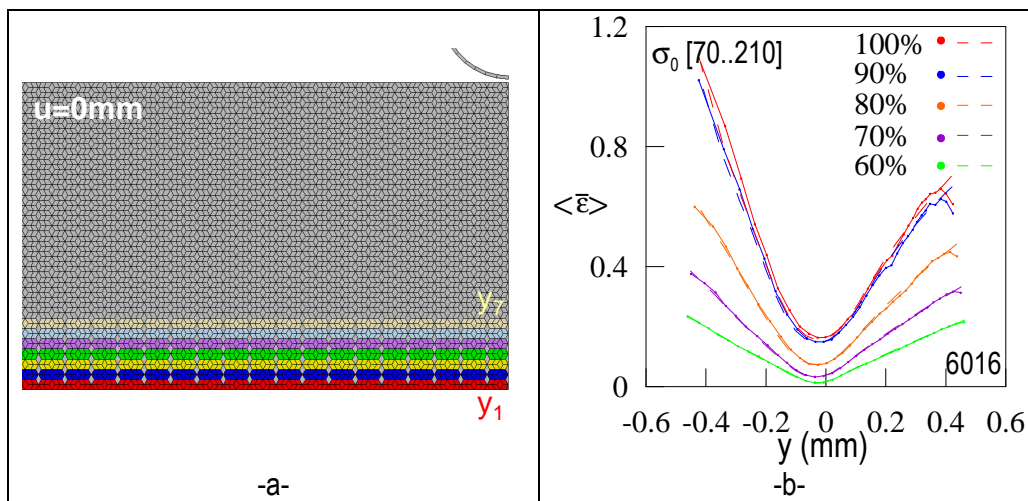 u=0mm
y7
y1
-a-
1.2
σ0 [70..210]
100%
90%
0.8
80%
70%
60%
<ε̄>
0.4
6016
0
-0.6 -0.4 -0.2 0 0.2 0.4 0.6
y (mm)
-b-